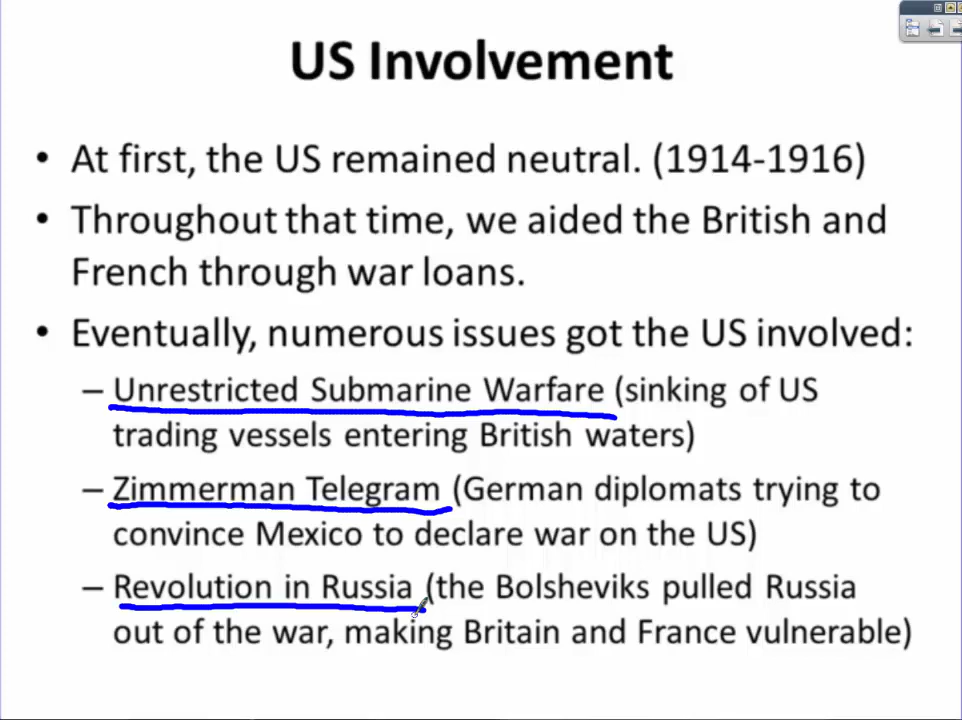 US Involvement
• At first, the US remained neutral. (1914-1916)
• Throughout that time, we aided the British and
French through war loans.
• Eventually, numerous issues got the US involved:
– Unrestricted Submarine Warfare (sinking of US
trading vessels entering British waters)
– Zimmerman Telegram (German diplomats trying to
convince Mexico to declare war on the US)
– Revolution in Russia (the Bolsheviks pulled Russia
out of the war, making Britain and France vulnerable)